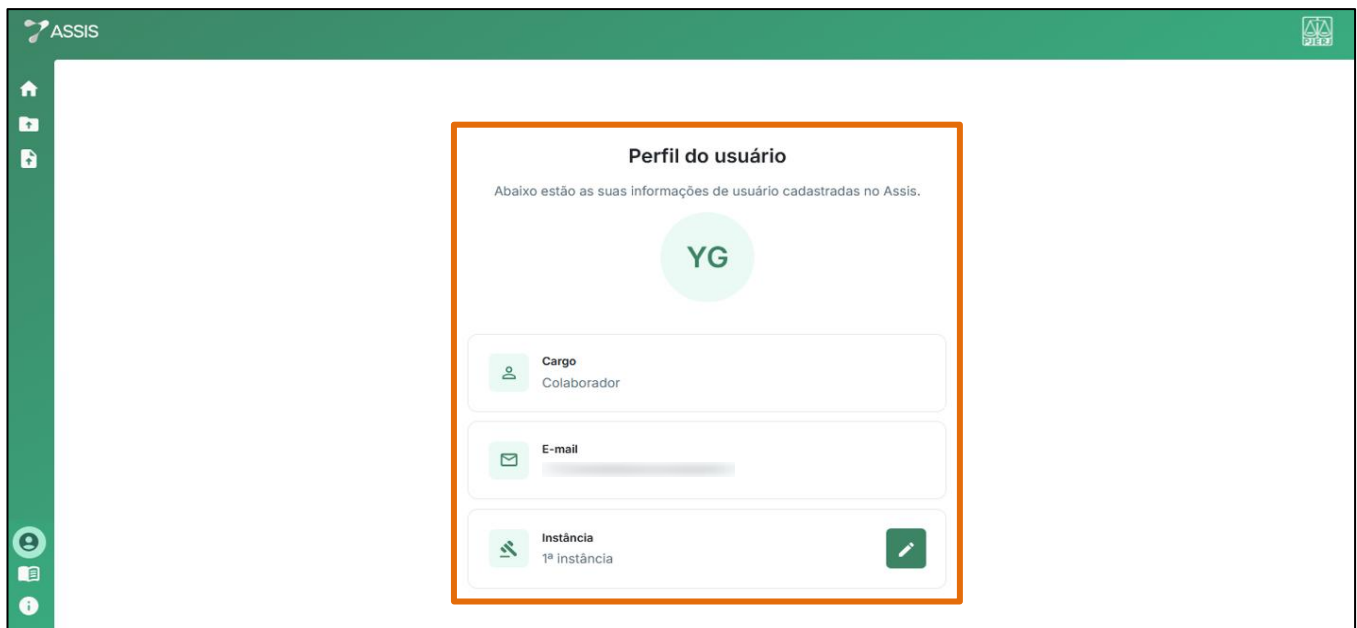 ASSIS
PJERJ
Perfil do usuário
Abaixo estão as suas informações de usuário cadastradas no Assis.
YG
Cargo
Colaborador
E-mail
Instância
1ª instância